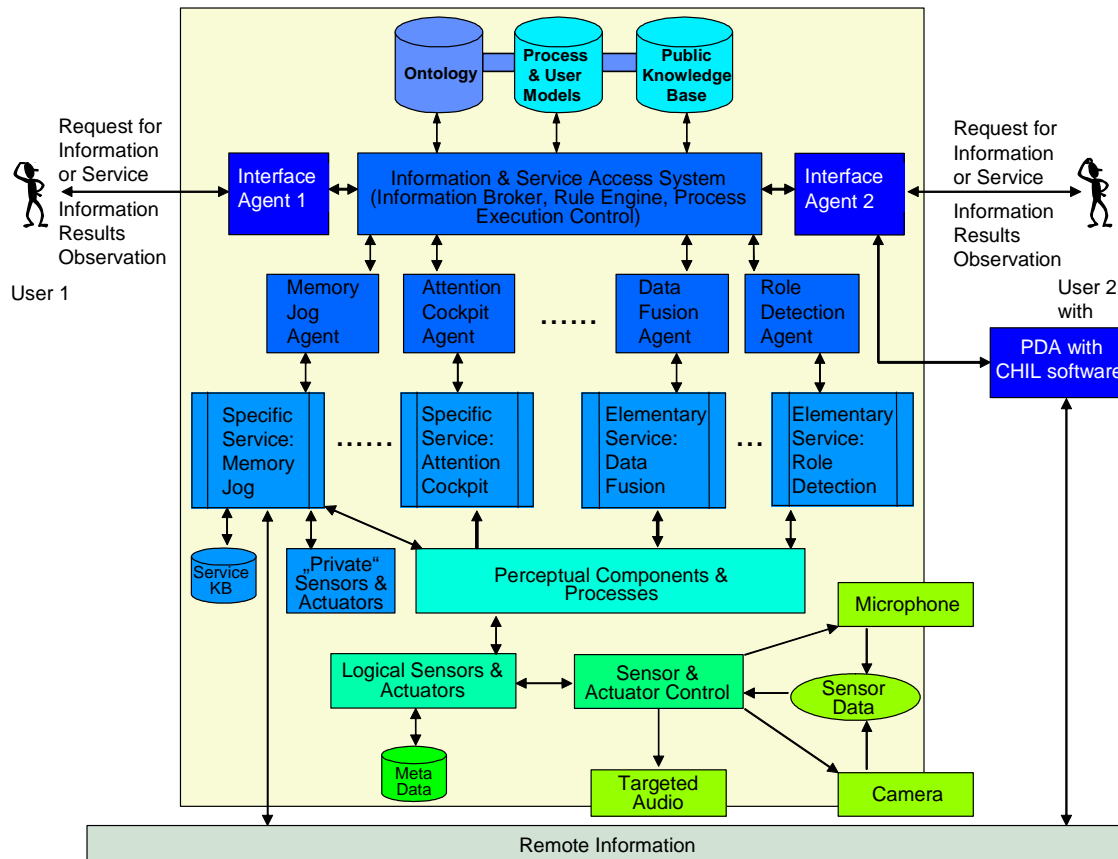 Ontology
Process
& User
Models
Public
Knowledge
Base
Request for
Information
or Service
Information
Results
Observation
User 1
Interface
Agent 1
Information & Service Access System
(Information Broker, Rule Engine, Process
Execution Control)
Interface
Agent 2
Request for
Information
or Service
Information
Results
Observation
User 2
with
PDA with
CHIL software
Memory
Jog
Agent
Attention
Cockpit
Agent
......
Data
Fusion
Agent
Role
Detection
Agent
Specific
Service:
Memory
Jog
......
Specific
Service:
Attention
Cockpit
Elementary
Service:
Data
Fusion
...
Elementary
Service:
Role
Detection
Service
KB
„Private“
Sensors &
Actuators
Perceptual Components &
Processes
Microphone
Logical Sensors &
Actuators
Sensor &
Actuator Control
Sensor
Data
Meta
Data
Targeted
Audio
Camera
Remote Information